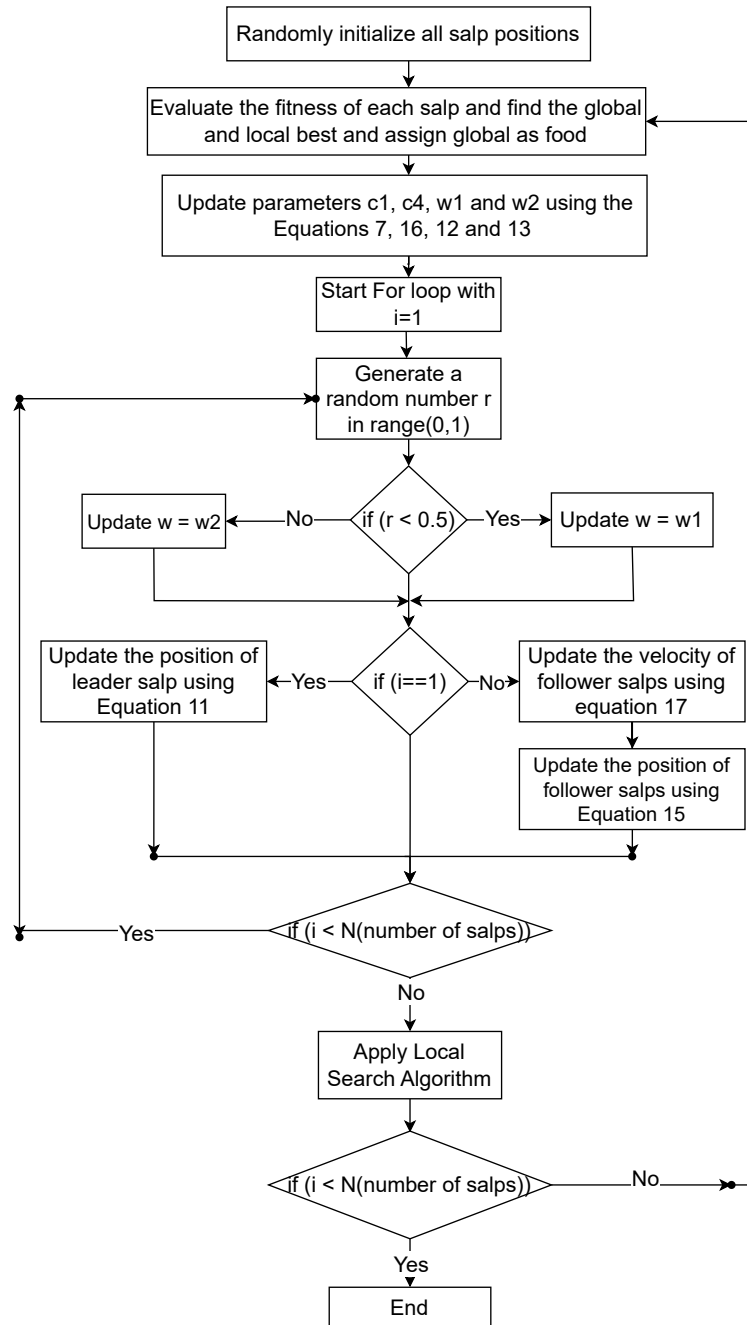 Randomly initialize all salp positions
Evaluate the fitness of each salp and find the global
and local best and assign global as food
Update parameters c1, c4, w1 and w2 using the
Equations 7, 16, 12 and 13
Start For loop with
i=1
Generate a
random number r
in range(0,1)
Update w = w2
No
if (r < 0.5)
Yes
Update w = w1
Update the position of
leader salp using
Equation 11
Yes
if (i==1)
No
Update the velocity of
follower salps using
equation 17
Update the position of
follower salps using
Equation 15
Yes
if (i < N(number of salps))
No
Apply Local
Search Algorithm
if (i < N(number of salps))
No
Yes
End